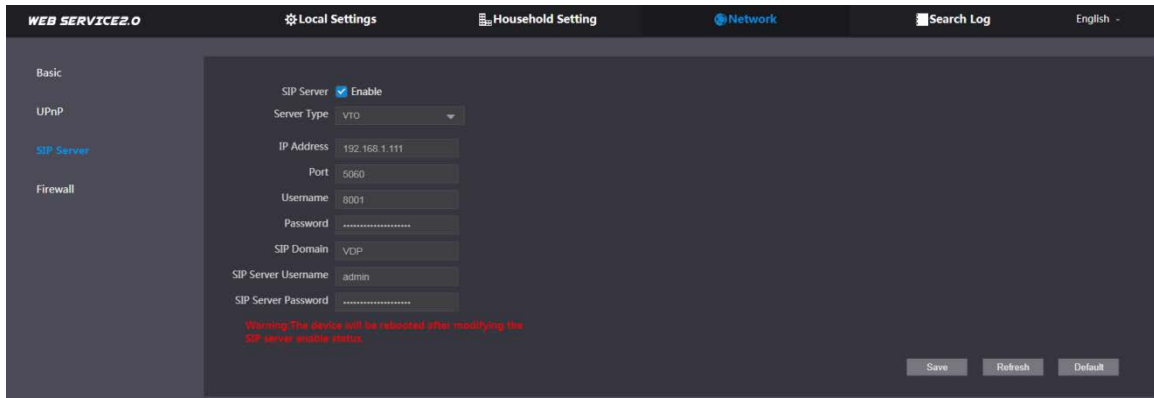 WEB SERVICE2.0 Local Settings Household Setting Network Search Log English
Basic
UPnP
SIP Server
Firewall
SIP Server Enable
Server Type VTO
IP Address 192.168.1.111
Port 5060
Username 8001
Password ••••••••••••••••••••
SIP Domain VDP
SIP Server Username admin
SIP Server Password ••••••••••••••••••••
Warning:The device will be rebooted after modifying the
SIP server enable status
Save Refresh Default